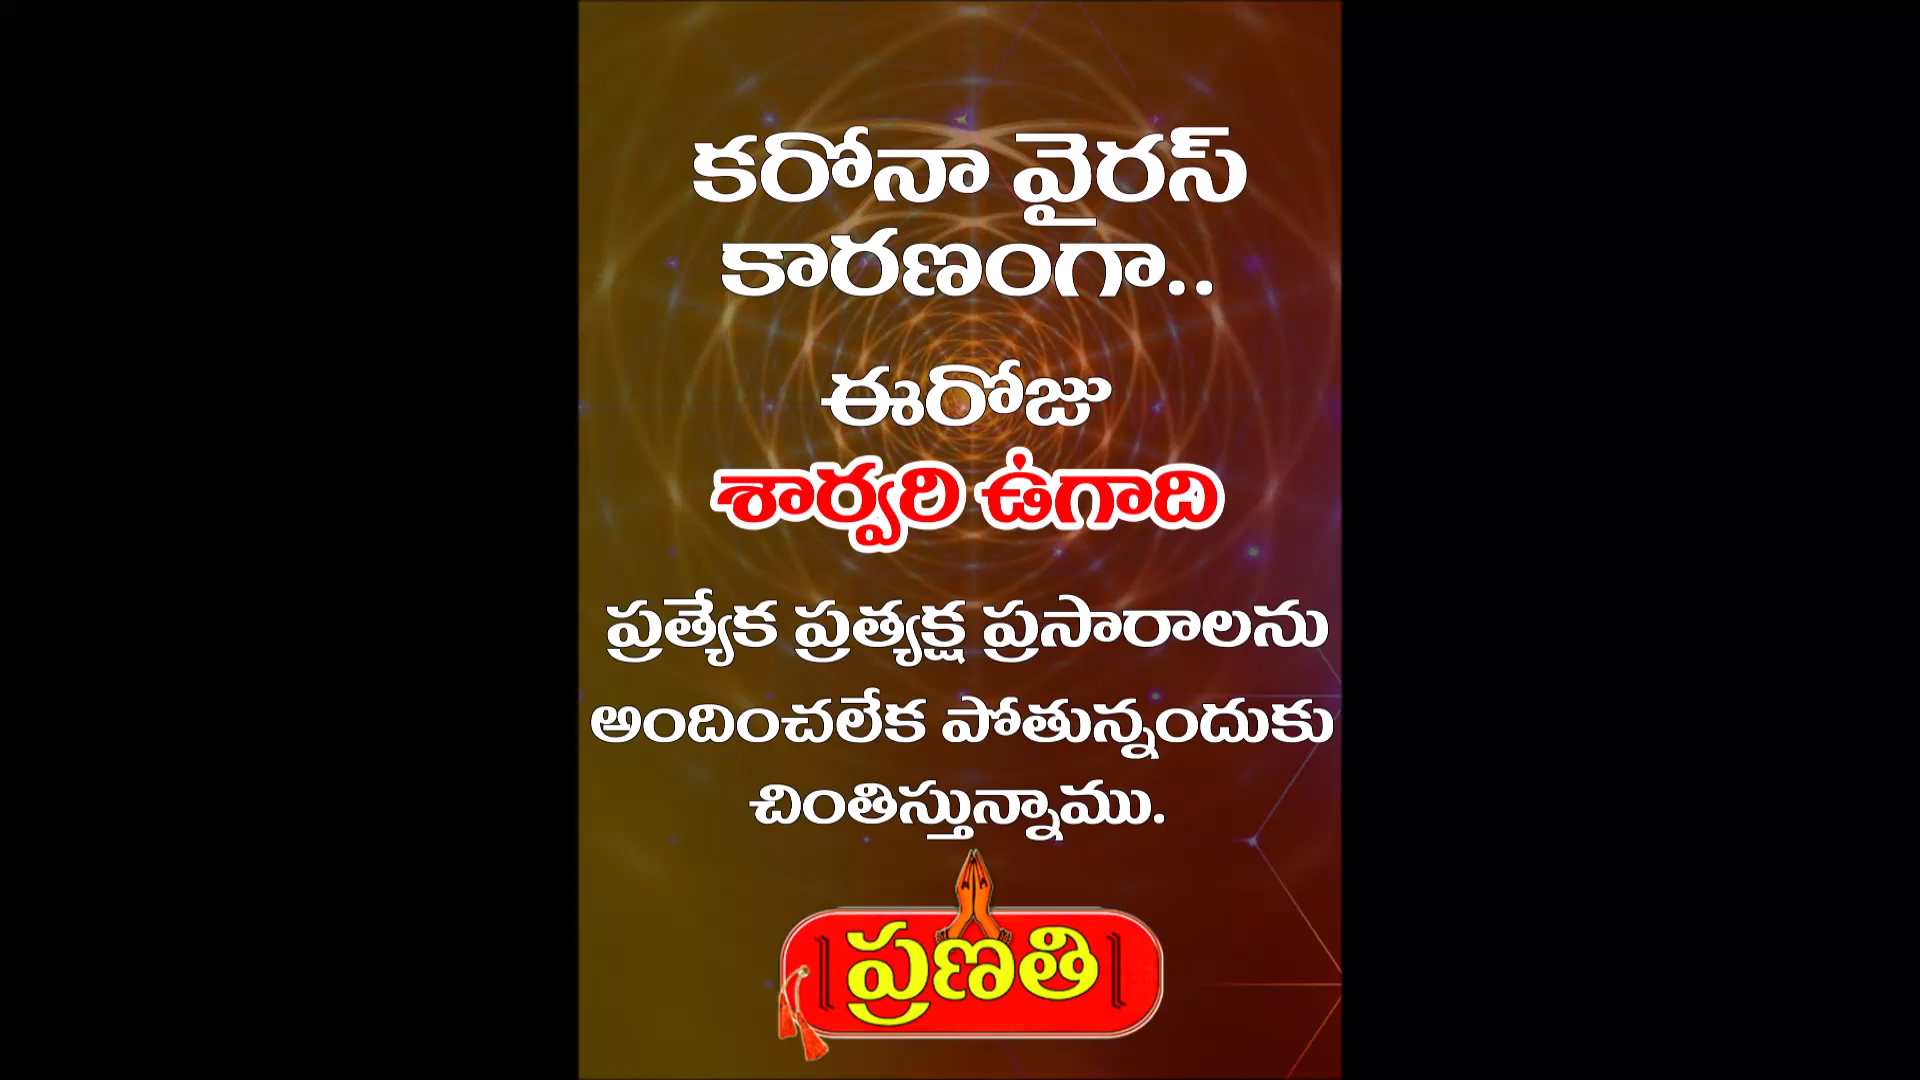 కరోనా వైరస్
కారణంగా..
ఈరోజు
శార్వరి ఉగాది
ప్రత్యేక ప్రత్యక్ష ప్రసారాలను
అందించలేక పోతున్నందుకు
చింతిస్తున్నాము.
ప్రణతి